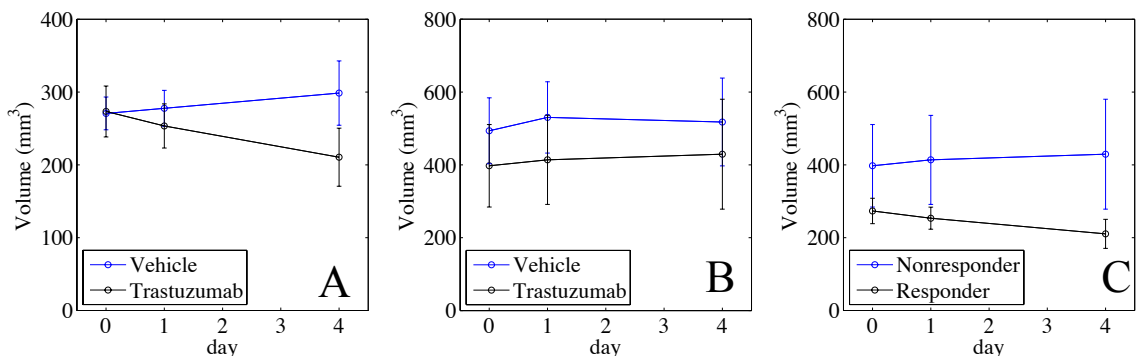 400
300
200
100
0
Volume (mm³)
Vehicle
Trastuzumab
A
0 1 2 3 4
day
800
600
400
200
0
Volume (mm³)
Vehicle
Trastuzumab
B
0 1 2 3 4
day
800
600
400
200
0
Volume (mm³)
Nonresponder
Responder
C
0 1 2 3 4
day